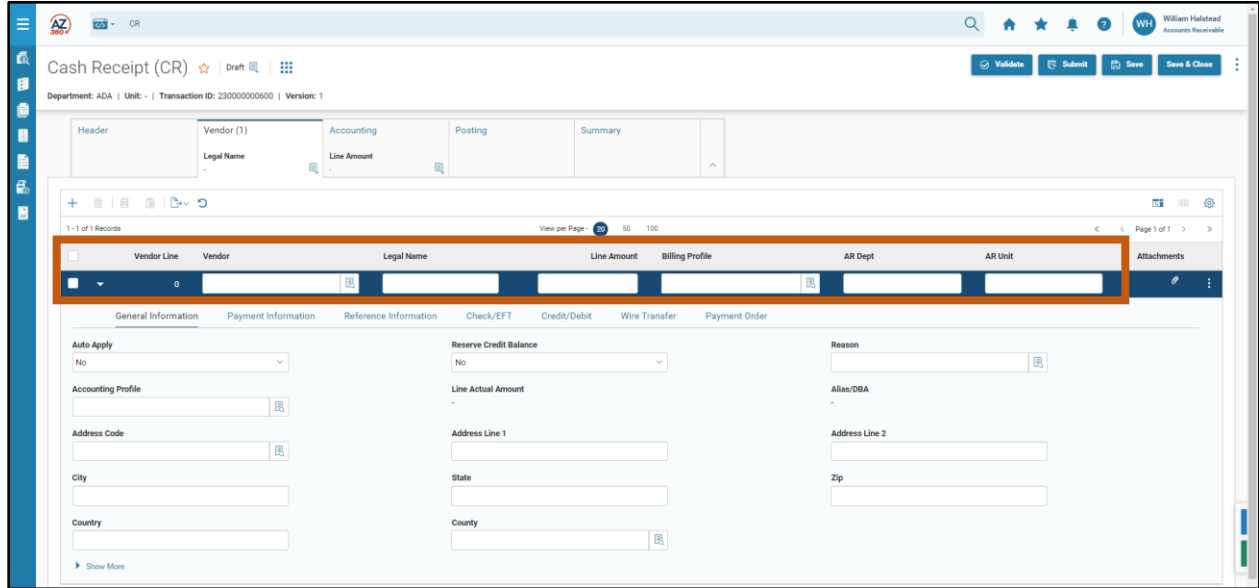 AZ
360
CR
WH
William Halstead
Accounts Receivable
Cash Receipt (CR)
Draft
Validate
Submit
Save
Save & Close
Department: ADA | Unit: - | Transaction ID: 230000000600 | Version: 1
Header
Vendor (1)
Accounting
Posting
Summary
Legal Name
Line Amount
-
-
1 - 1 of 1 Records
View per Page - 20 50 100
Page 1 of 1
Vendor Line
Vendor
Legal Name
Line Amount
Billing Profile
AR Dept
AR Unit
Attachments
0
General Information
Payment Information
Reference Information
Check/EFT
Credit/Debit
Wire Transfer
Payment Order
Auto Apply
Reserve Credit Balance
Reason
No
No
Accounting Profile
Line Actual Amount
Alias/DBA
-
-
Address Code
Address Line 1
Address Line 2
City
State
Zip
Country
County
Show More